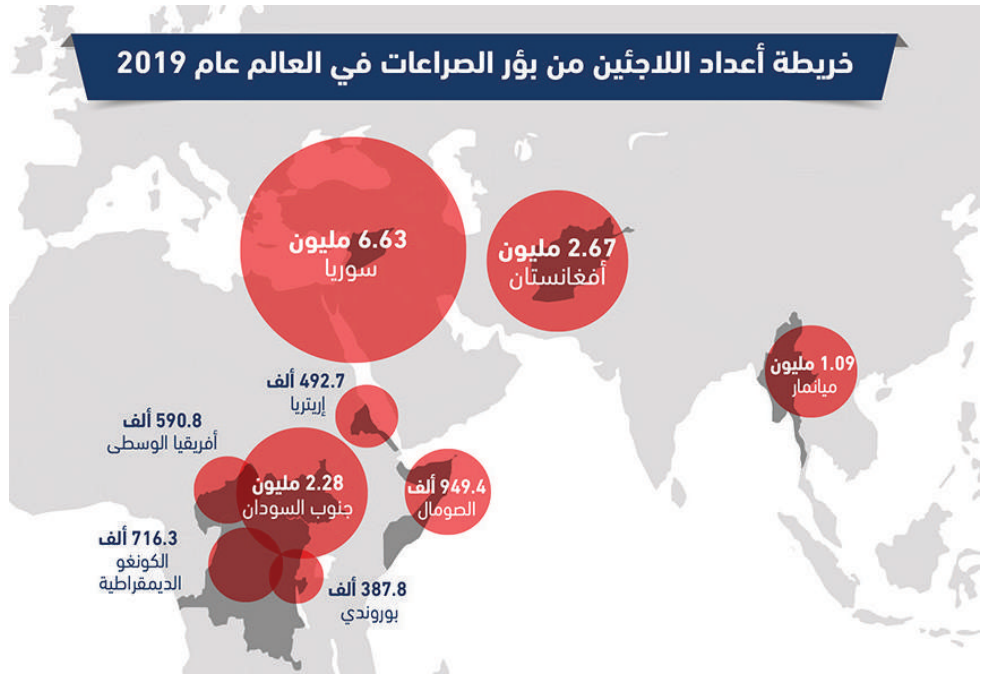 خريطة أعداد اللاجئين من بؤر الصراعات في العالم عام 2019
6.63 مليون
سوريا
2.67 مليون
أفغانستان
1.09 مليون
ميانمار
492.7 ألف
إريتريا
590.8 ألف
أفريقيا الوسطى
2.28 مليون
جنوب السودان
949.4 ألف
الصومال
716.3 ألف
الكونغو
الديمقراطية
387.8 ألف
بوروندي